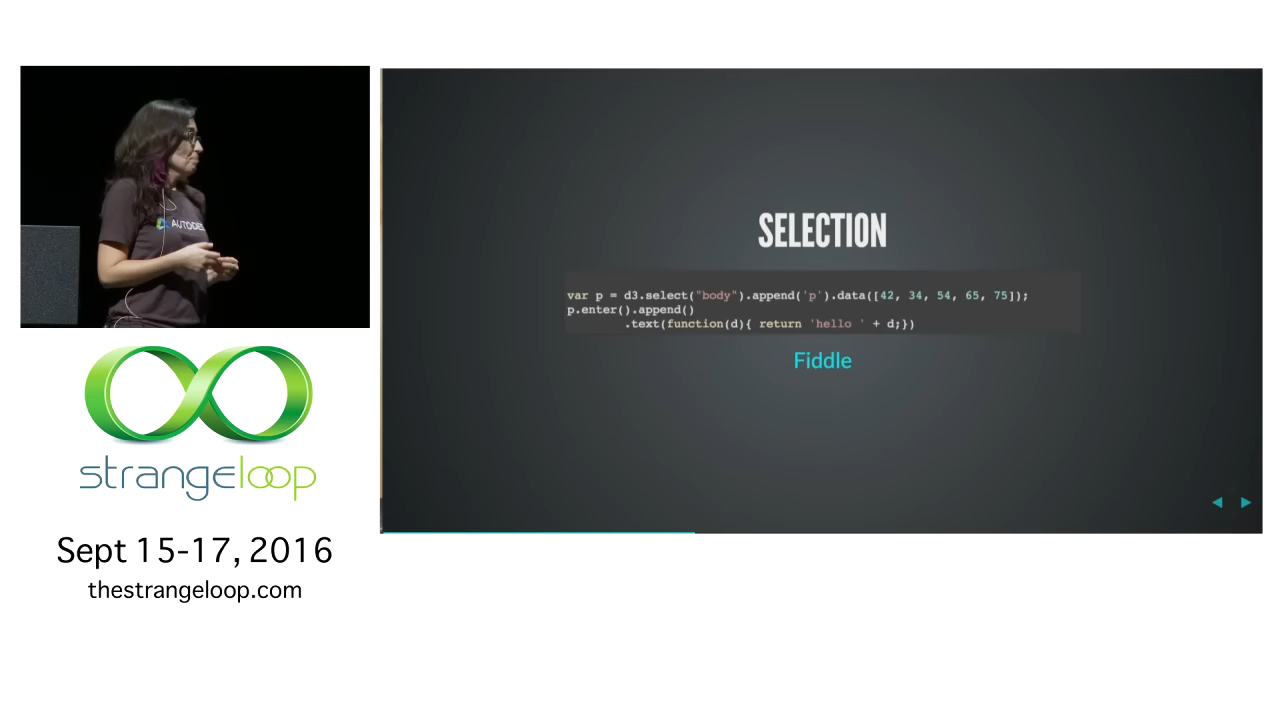 AUTODES
strangeloop
Sept 15-17, 2016
thestrangeloop.com
SELECTION
var p = d3.select("body").append('p').data([42, 34, 54, 65, 75]);
p.enter().append()
.text(function(d){ return 'hello ' + d;})
Fiddle